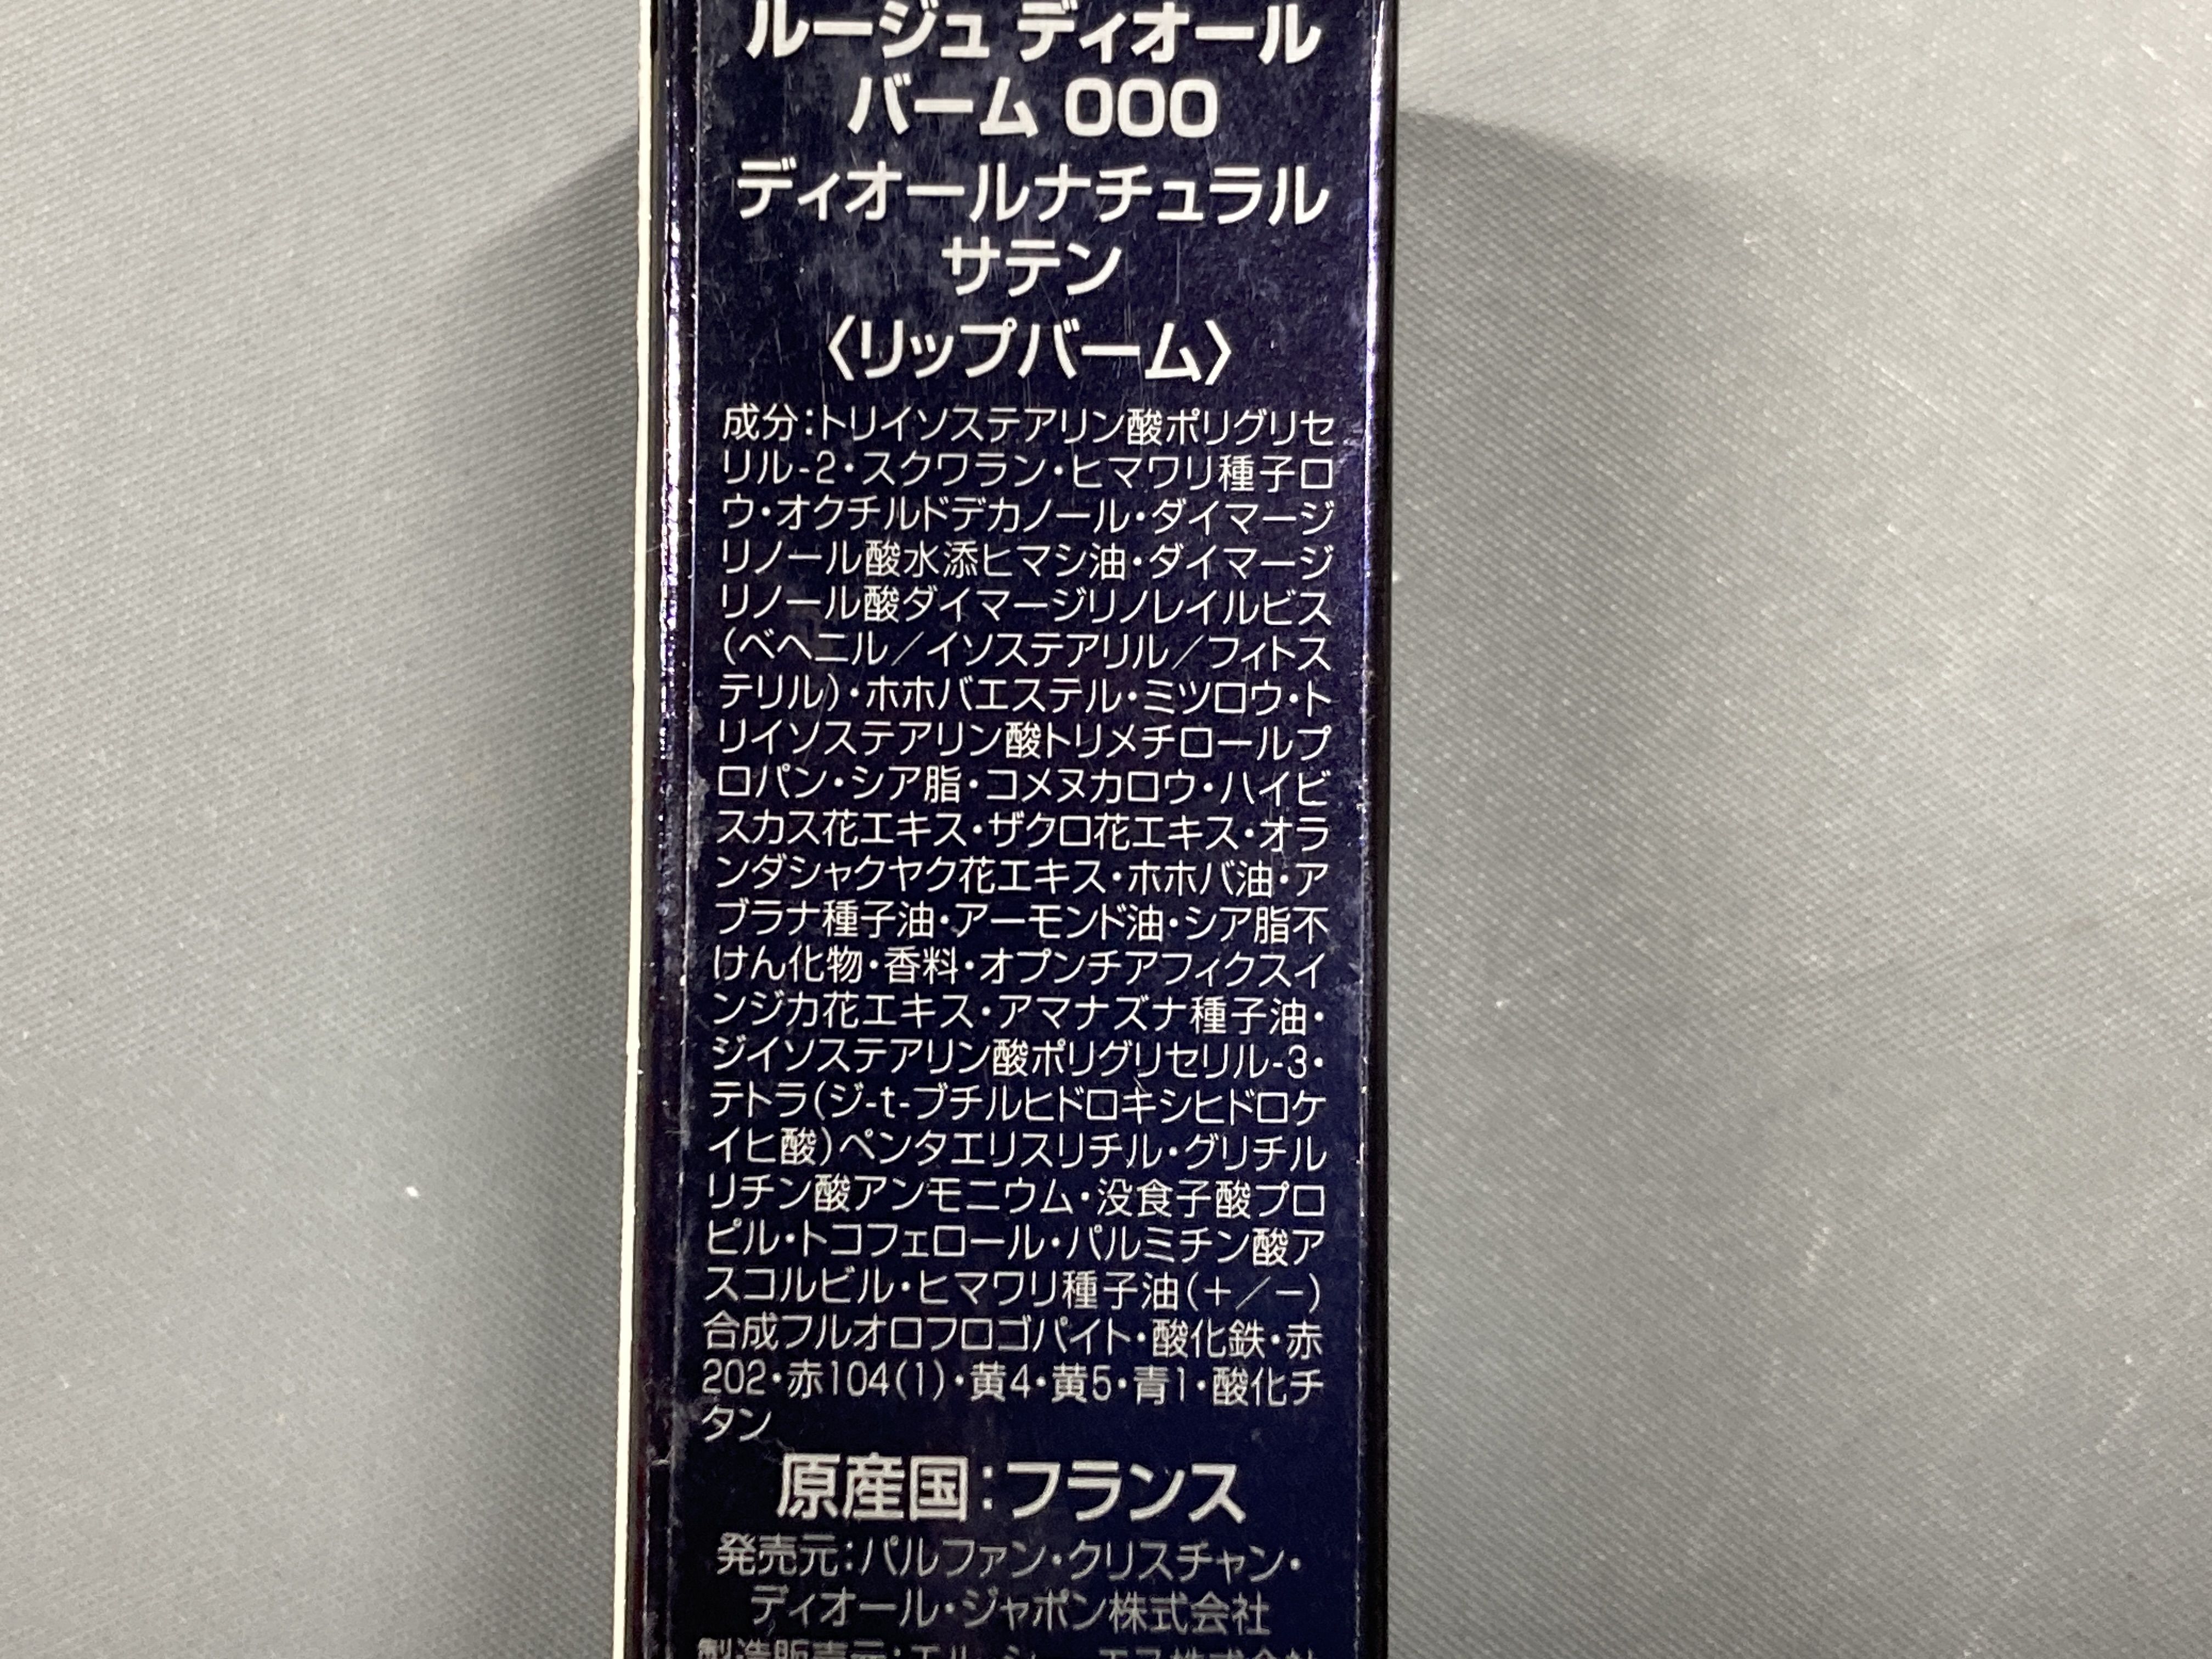 ルージュ ディオール
バーム 000
ディオールナチュラル
サテン
〈リップバーム〉
成分:トリイソステアリン酸ポリグリセ
リル-2・スクワラン・ヒマワリ種子ロ
ウ・オクチルドデカノール・ダイマージ
リノール酸水添ヒマシ油・ダイマージ
リノール酸ダイマージリノレイルビス
(ベヘニル/イソステアリル/フィトス
テリル)・ホホバエステル・ミツロウ・ト
リイソステアリン酸トリメチロールプ
ロパン・シア脂・コメヌカロウ・ハイビ
スカス花エキス・ザクロ花エキス・オラ
ンダシャクヤク花エキス・ホホバ油・ア
ブラナ種子油・アーモンド油・シア脂不
けん化物・香料・オプンチアフィクスイ
ンジカ花エキス・アマナズナ種子油・
ジイソステアリン酸ポリグリセリル-3・
テトラ(ジ-t-ブチルヒドロキシヒドロケ
イヒ酸)ペンタエリスリチル・グリチル
リチン酸アンモニウム・没食子酸プロ
ピル・トコフェロール・パルミチン酸ア
スコルビル・ヒマワリ種子油(+/-)
合成フルオロフロゴパイト・酸化鉄・赤
202・赤104(1)・黄4・黄5・青1・酸化チ
タン
原産国:フランス
発売元:パルファン・クリスチャン・
ディオール・ジャポン株式会社